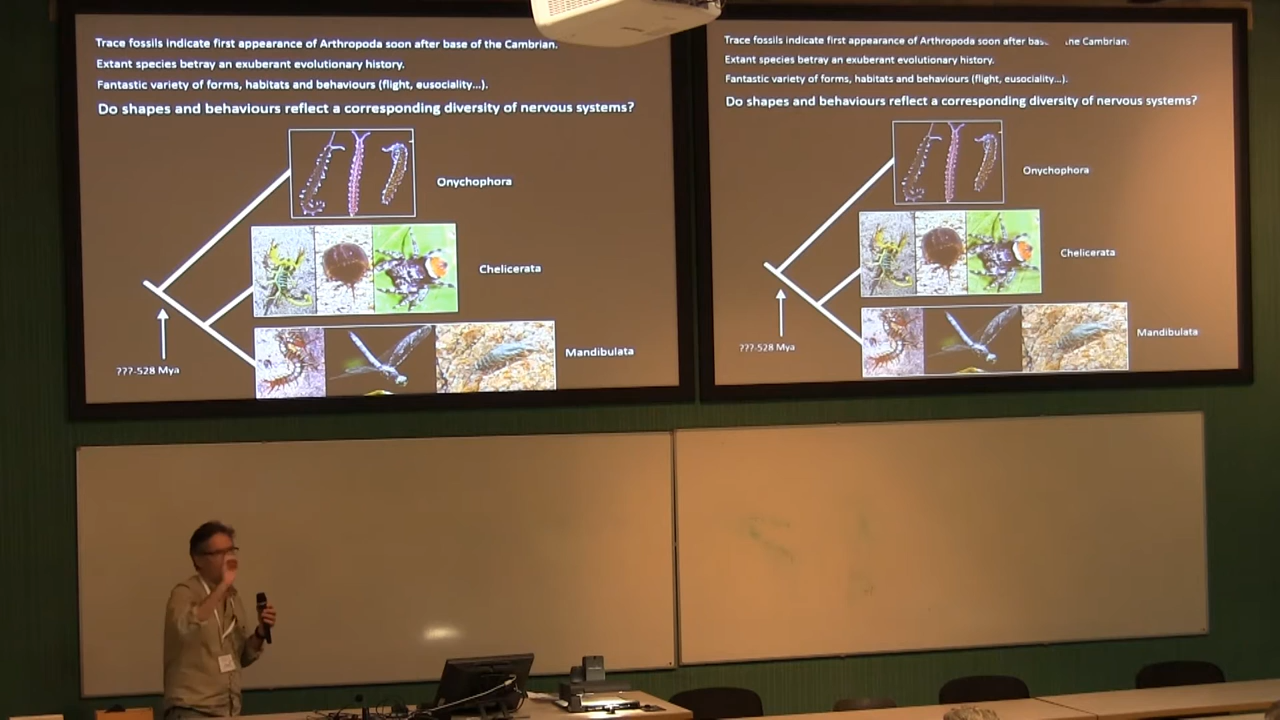 Trace fossils indicate first appearance of Arthropoda soon after base of the Cambrian.
Extant species betray an exuberant evolutionary history.
Fantastic variety of forms, habitats and behaviours (flight, eusociality...).
Do shapes and behaviours reflect a corresponding diversity of nervous systems?
Onychophora
Chelicerata
Mandibulata
???-528 Mya
Trace fossils indicate first appearance of Arthropoda soon after bas the Cambrian.
Extant species betray an exuberant evolutionary history.
Fantastic variety of forms, habitats and behaviours (flight, eusociality...).
Do shapes and behaviours reflect a corresponding diversity of nervous systems?
Onychophora
Chelicerata
Mandibulata
???-528 Mya